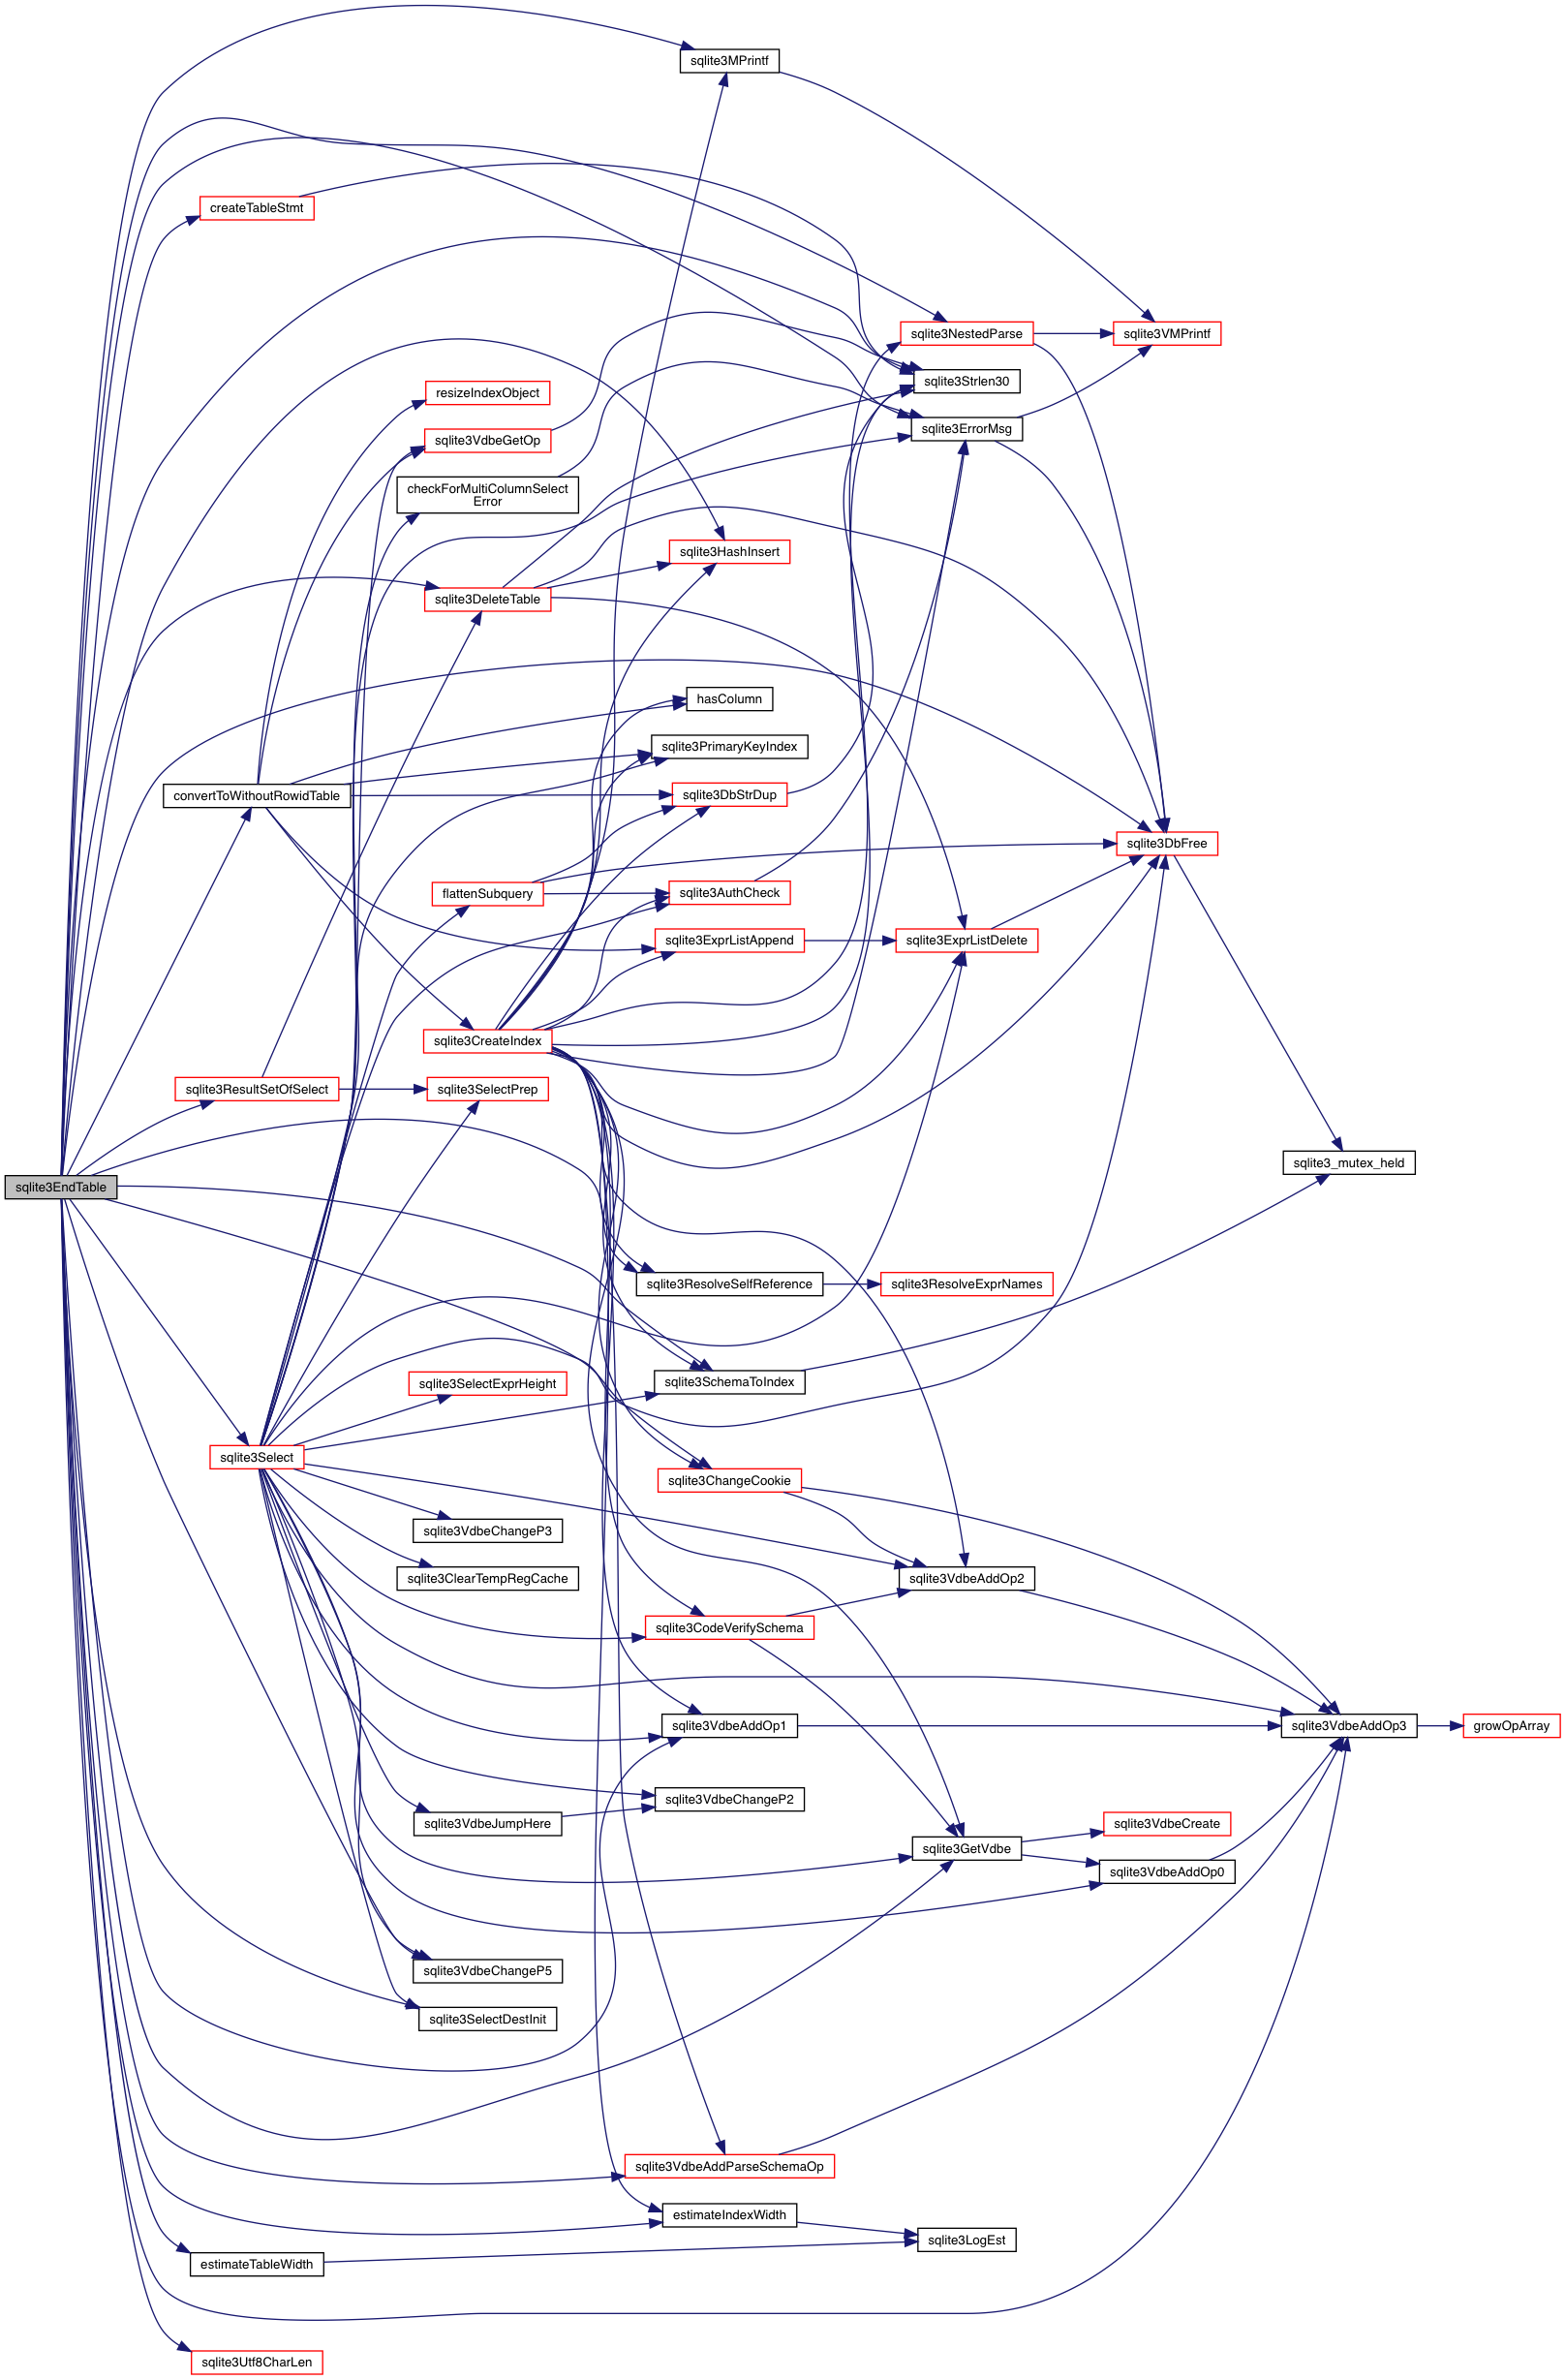 sqlite3MPrintf
createTableStmt
sqlite3NestedParse
sqlite3VMPrintf
sqlite3Strlen30
resizeIndexObject
sqlite3ErrorMsg
sqlite3VdbeGetOp
checkForMultiColumnSelect
Error
sqlite3HashInsert
sqlite3DeleteTable
hasColumn
sqlite3PrimaryKeyIndex
convertToWithoutRowidTable
sqlite3DbStrDup
sqlite3DbFree
flattenSubquery
sqlite3AuthCheck
sqlite3ExprListAppend
sqlite3ExprListDelete
sqlite3CreateIndex
sqlite3ResultSetOfSelect
sqlite3SelectPrep
sqlite3_mutex_held
sqlite3EndTable
sqlite3ResolveSelfReference
sqlite3ResolveExprNames
sqlite3SelectExprHeight
sqlite3SchemaToIndex
sqlite3Select
sqlite3ChangeCookie
sqlite3VdbeChangeP3
sqlite3ClearTempRegCache
sqlite3VdbeAddOp2
sqlite3CodeVerifySchema
sqlite3VdbeAddOp1
sqlite3VdbeAddOp3
growOpArray
sqlite3VdbeChangeP2
sqlite3VdbeJumpHere
sqlite3VdbeCreate
sqlite3GetVdbe
sqlite3VdbeAddOp0
sqlite3VdbeChangeP5
sqlite3SelectDestInit
sqlite3VdbeAddParseSchemaOp
estimateIndexWidth
sqlite3LogEst
estimateTableWidth
sqlite3Utf8CharLen